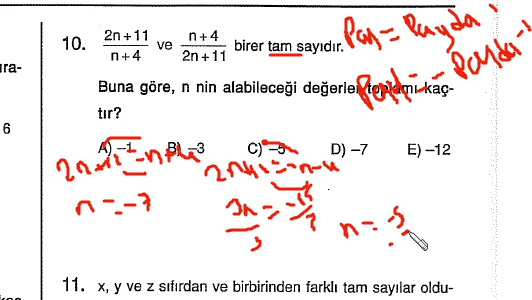 10. 2n+11/n+4 ve n+4/2n+11 birer tam sayıdır.
Buna göre, n nin alabileceği değerler toplamı kaç-
tır?
A) –1 B) –3 C) –5 D) –7 E) –12
Pay = Payda
Pay = - Payda
2n+11 = n+4
n = -7
2n+11 = -n-4
3n = -15
n = -5
ıra-
6
11. x, y ve z sıfırdan ve birbirinden farklı tam sayılar oldu-